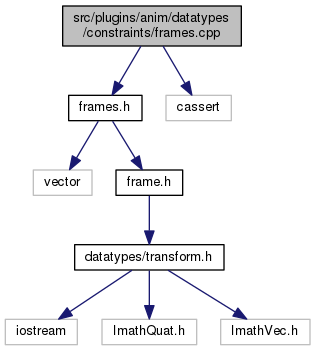 src/plugins/anim/datatypes
/constraints/frames.cpp
frames.h
cassert
vector
frame.h
datatypes/transform.h
iostream
ImathQuat.h
ImathVec.h